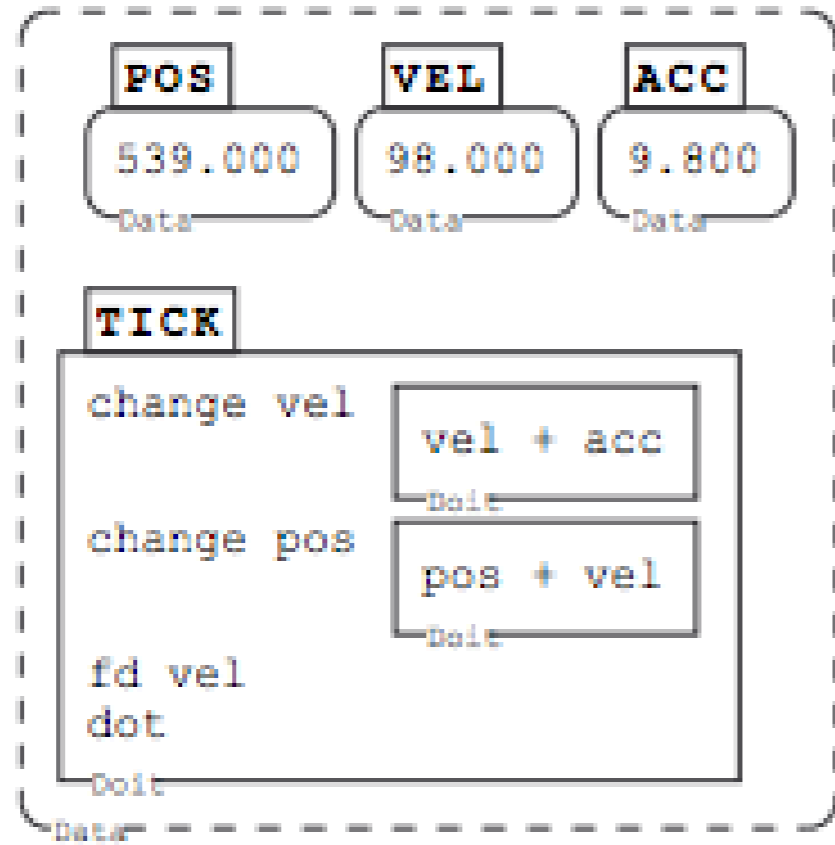 POS VEL ACC
539.000 98.000 9.800
Data Data Data
TICK
change vel vel + acc
Doit
change pos pos + vel
Doit
fd vel
dot
Doit
Data